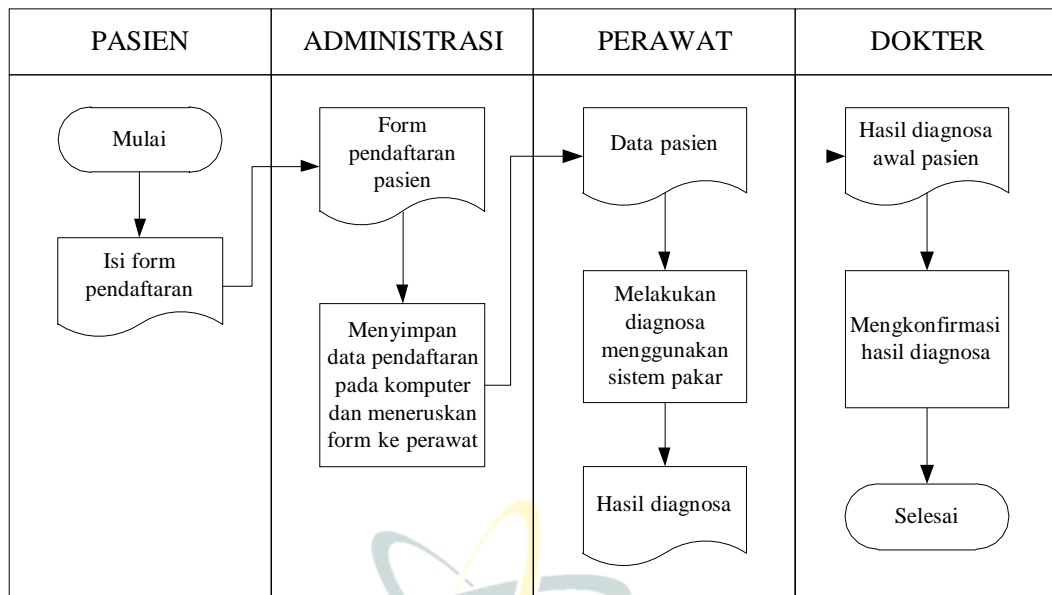 PASIEN
ADMINISTRASI
PERAWAT
DOKTER
Mulai
Isi form
pendaftaran
Form
pendaftaran
pasien
Menyimpan
data pendaftaran
pada komputer
dan meneruskan
form ke perawat
Data pasien
Melakukan
diagnosa
menggunakan
sistem pakar
Hasil diagnosa
Hasil diagnosa
awal pasien
Mengkonfirmasi
hasil diagnosa
Selesai